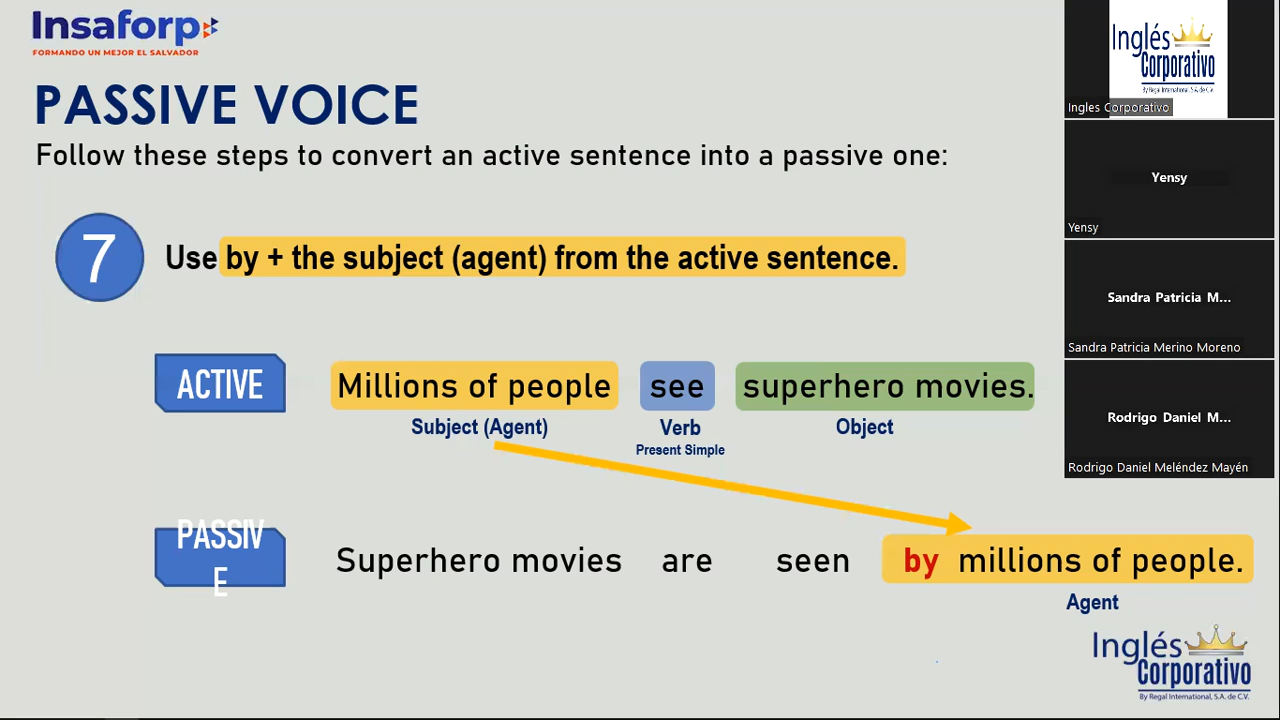 Insaforp
FORMANDO UN MEJOR EL SALVADOR
PASSIVE VOICE
Follow these steps to convert an active sentence into a passive one:
7
Use by + the subject (agent) from the active sentence.
ACTIVE
Millions of people see superhero movies.
Subject (Agent) Verb Object
Present Simple
PASSIV
E
Superhero movies are seen by millions of people.
Agent
Inglés
Corporativo
By Regal International, S.A. de C.V.
Inglés
Corporativo
By Regal International, S.A. de C.V.
Ingles Corporativo
Yensy
Yensy
Sandra Patricia M...
Sandra Patricia Merino Moreno
Rodrigo Daniel M...
Rodrigo Daniel Meléndez Mayén